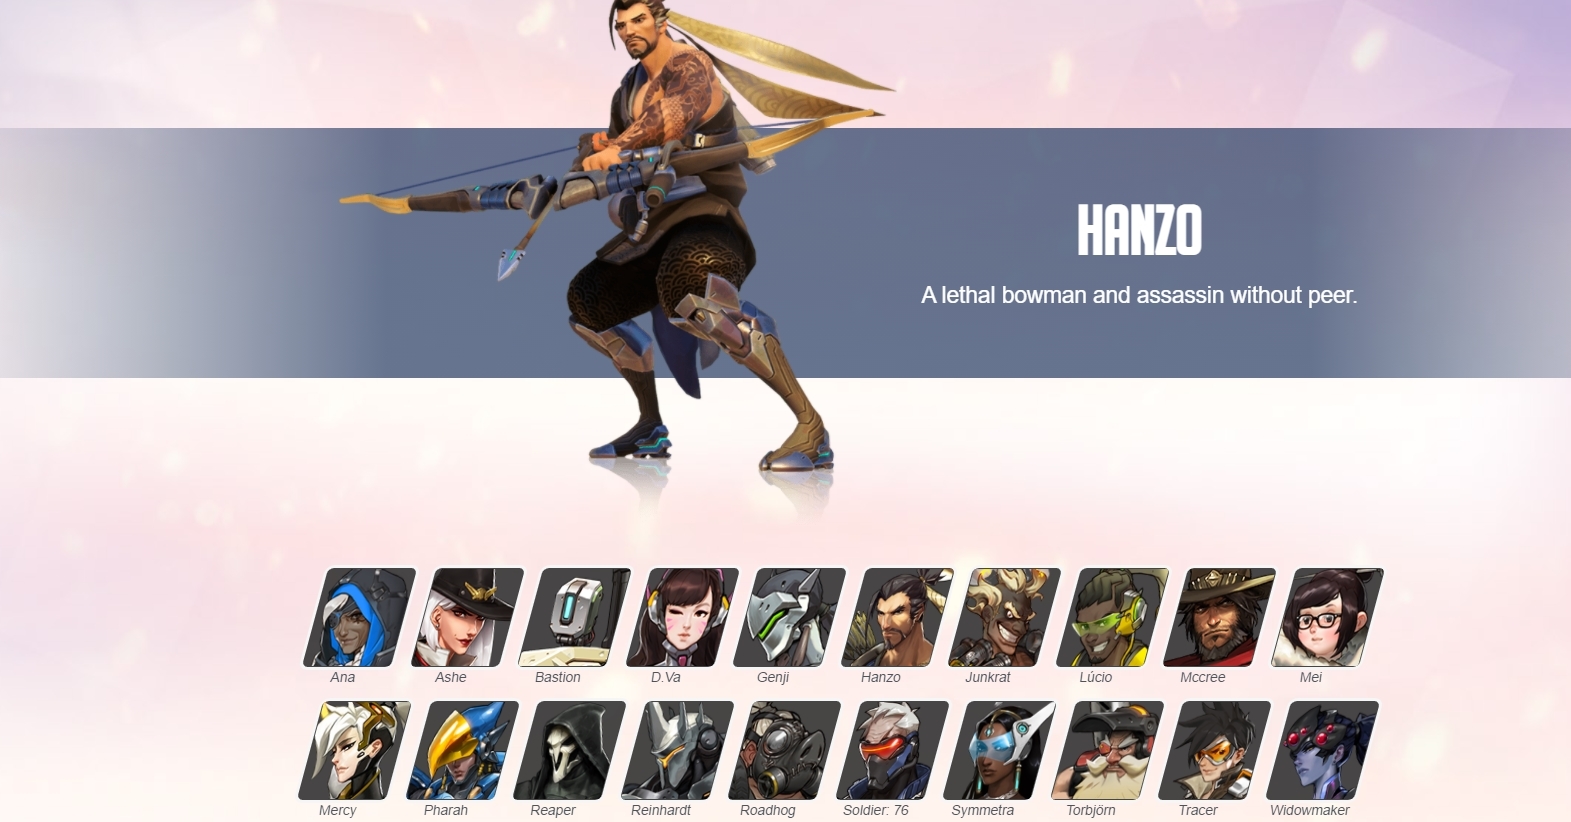 HANZO
A lethal bowman and assassin without peer.
Ana Ashe Bastion D.Va Genji Hanzo Junkrat Lúcio Mccree Mei
Mercy Pharah Reaper Reinhardt Roadhog Soldier: 76 Symmetra Torbjörn Tracer Widowmaker